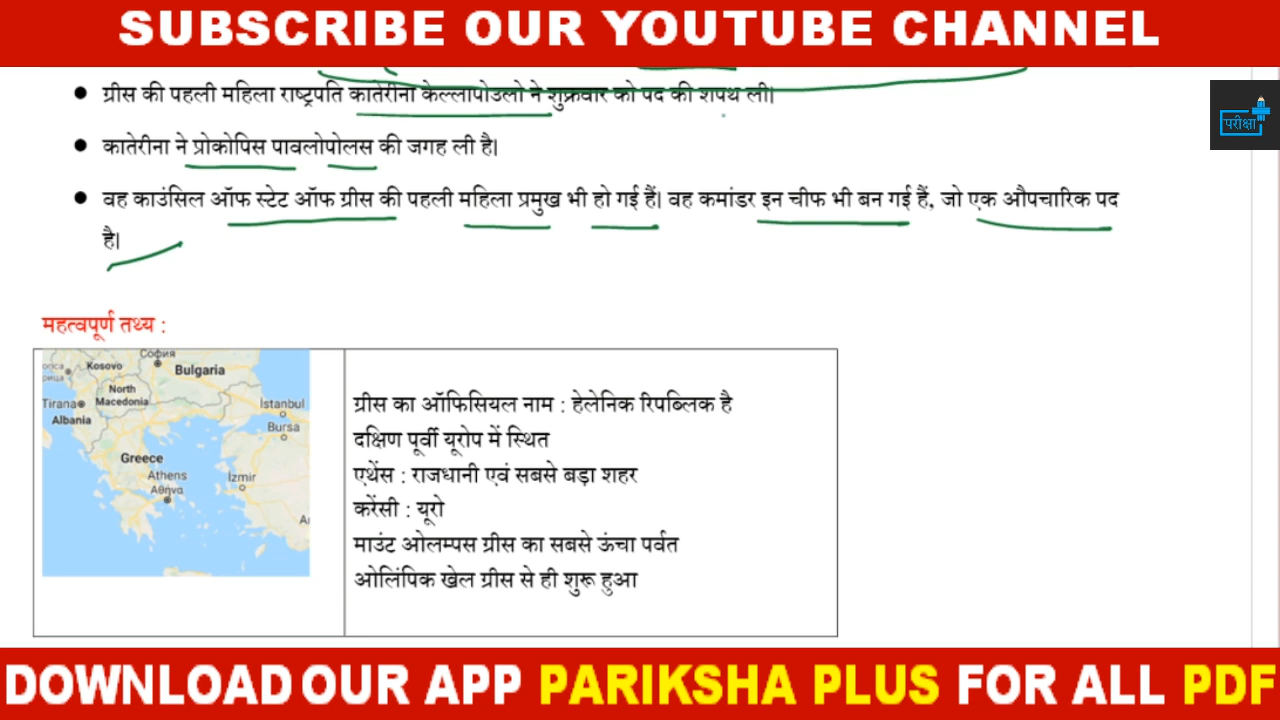 SUBSCRIBE OUR YOUTUBE CHANNEL
ग्रीस की पहली महिला राष्ट्रपति कातेरीना केल्लापोउलो ने शुक्रवार को पद की शपथ ली|
परीक्षा
कातेरीना ने प्रोकोपिस पावलोपोलस की जगह ली है|
वह काउंसिल ऑफ स्टेट ऑफ ग्रीस की पहली महिला प्रमुख भी हो गई हैं| वह कमांडर इन चीफ भी बन गई हैं, जो एक औपचारिक पद
है|
महत्वपूर्ण तथ्य :
София
orica
Kosovo
рица
Bulgaria
North
Macedonia
Tirana
Albania
İstanbul
Bursa
Greece
Athens
Αθήνα
İzmir
ग्रीस का ऑफिसियल नाम : हेलेनिक रिपब्लिक है
दक्षिण पूर्वी यूरोप में स्थित
एथेंस : राजधानी एवं सबसे बड़ा शहर
करेंसी : यूरो
माउंट ओलम्पस ग्रीस का सबसे ऊंचा पर्वत
ओलिंपिक खेल ग्रीस से ही शुरू हुआ
DOWNLOAD OUR APP PARIKSHA PLUS FOR ALL PDF